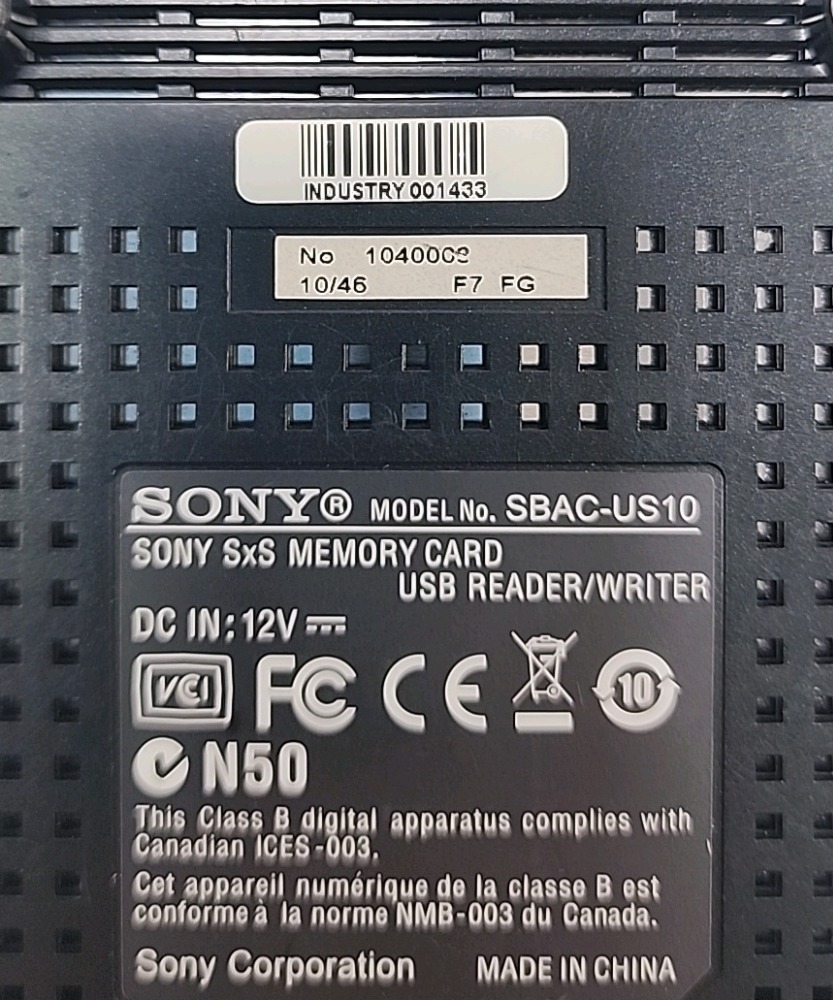 INDUSTRY 001433
No
10/46 F7 FG
SONY® MODEL No. SBAC-US10
SONY SxS MEMORY CARD
USB READER/WRITER
DC IN: 12V
VCI FC CE 10
N50
This Class B digital apparatus complies with
Canadian ICES-003.
Cet appareil numérique de la classe B est
conforme à la norme NMB-003 du Canada.
Sony Corporation MADE IN CHINA